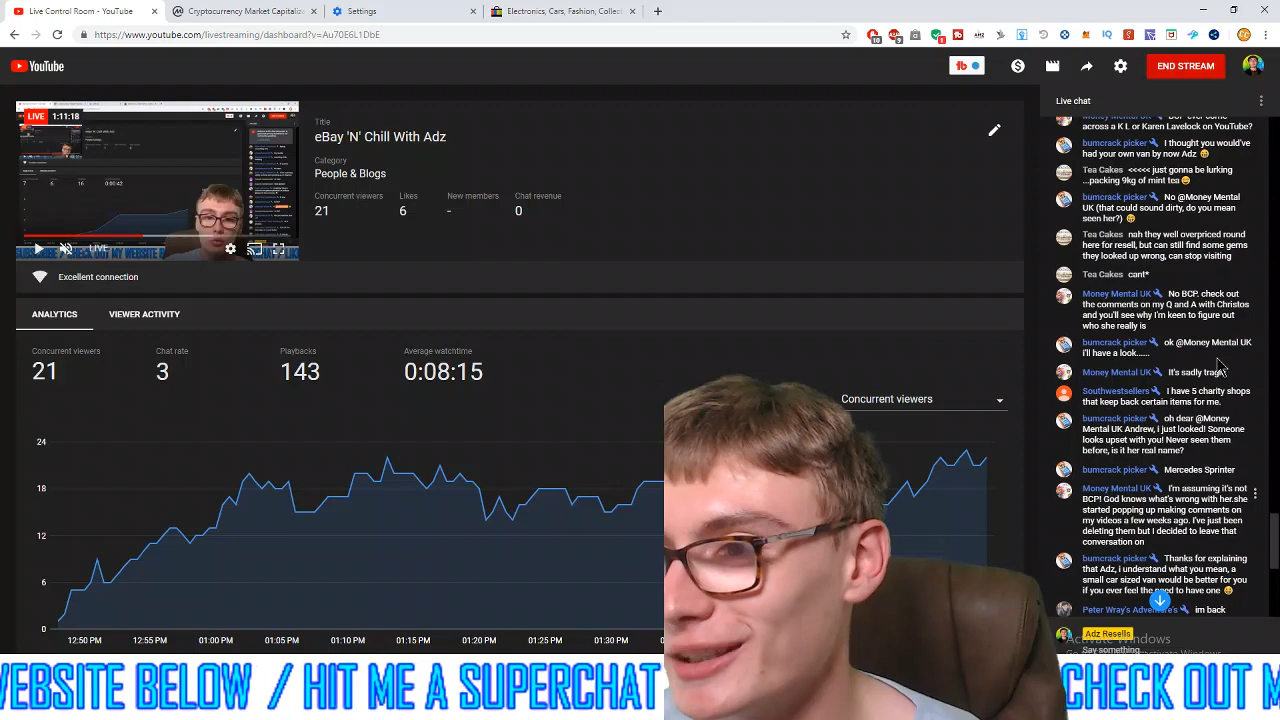 Live Control Room - YouTube
Cryptocurrency Market Capitaliza
Settings
Electronics, Cars, Fashion, Collect
https://www.youtube.com/livestreaming/dashboard?v=Au70E6L1DbE
YouTube
END STREAM
LIVE 1:11:18
LIVE
Title
eBay 'N' Chill With Adz
Category
People & Blogs
Concurrent viewers Likes New members Chat revenue
21 6 - 0
Excellent connection
ANALYTICS VIEWER ACTIVITY
Concurrent viewers Chat rate Playbacks Average watchtime
21 3 143 0:08:15
Concurrent viewers
24
18
12
6
0
12:50 PM 12:55 PM 01:00 PM 01:05 PM 01:10 PM 01:15 PM 01:20 PM 01:25 PM 01:30 PM
Live chat
across a K L or Karen Lavelock on YouTube?
bumcrack picker I thought you would've
had your own van by now Adz
Tea Cakes <<<<< just gonna be lurking
...packing 9kg of mint tea
bumcrack picker No @Money Mental
UK (that could sound dirty, do you mean
seen her?)
Tea Cakes nah they well overpriced round
here for resell, but can still find some gems
they looked up wrong, can stop visiting
Tea Cakes cant*
Money Mental UK No BCP. check out
the comments on my Q and A with Christos
and you'll see why I'm keen to figure out
who she really is
bumcrack picker ok @Money Mental UK
i'll have a look......
Money Mental UK It's sadly tragic
Southwestsellers I have 5 charity shops
that keep back certain items for me.
bumcrack picker oh dear @Money
Mental UK Andrew, i just looked! Someone
looks upset with you! Never seen them
before, is it her real name?
bumcrack picker Mercedes Sprinter
Money Mental UK I'm assuming it's not
BCP! God knows what's wrong with her.she
started popping up making comments on
my videos a few weeks ago. I've just been
deleting them but I decided to leave that
conversation on
bumcrack picker Thanks for explaining
that Adz, i understand what you mean, a
small car sized van would be better for you
if you ever feel the need to have one
Peter Wray's Adventure's im back
Adz Resells
Say something...
Activate Windows
WEBSITE BELOW / HIT ME A SUPERCHAT
CHECK OUT M